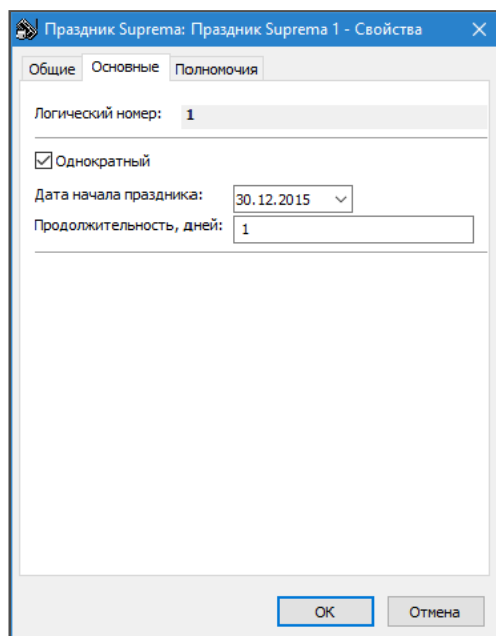 Праздник Suprema: Праздник Suprema 1 - Свойства
Общие Основные Полномочия
Логический номер: 1
Однократный
Дата начала праздника: 30.12.2015
Продолжительность, дней: 1
OK Отмена